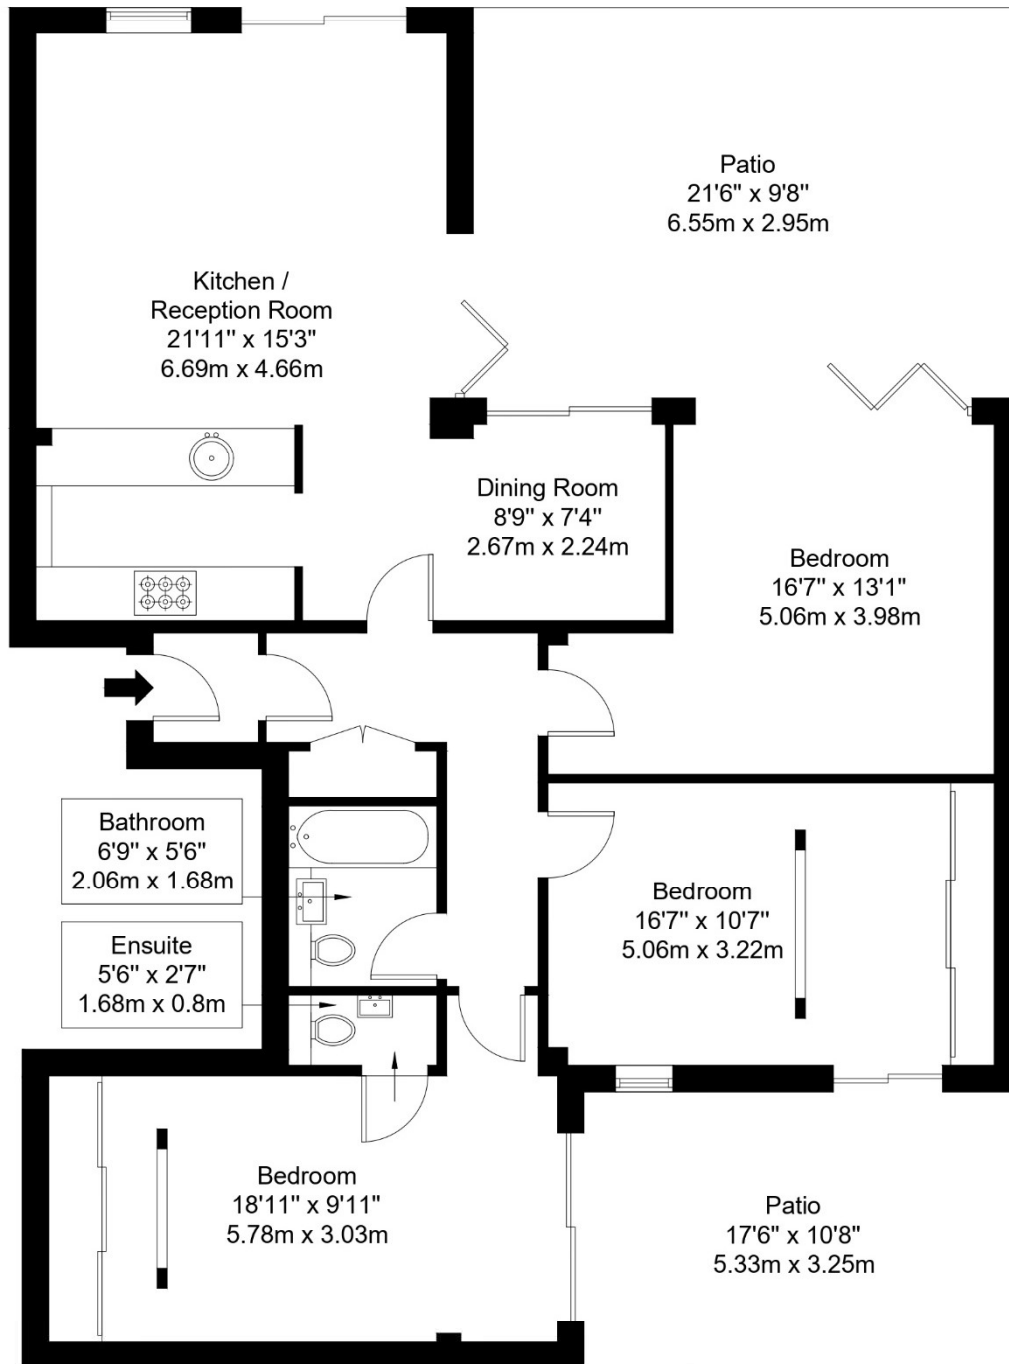 Patio
21'6" x 9'8"
6.55m x 2.95m
Kitchen /
Reception Room
21'11" x 15'3"
6.69m x 4.66m
Dining Room
8'9" x 7'4"
2.67m x 2.24m
Bedroom
16'7" x 13'1"
5.06m x 3.98m
Bathroom
6'9" x 5'6"
2.06m x 1.68m
Bedroom
16'7" x 10'7"
5.06m x 3.22m
Ensuite
5'6" x 2'7"
1.68m x 0.8m
Bedroom
18'11" x 9'11"
5.78m x 3.03m
Patio
17'6" x 10'8"
5.33m x 3.25m